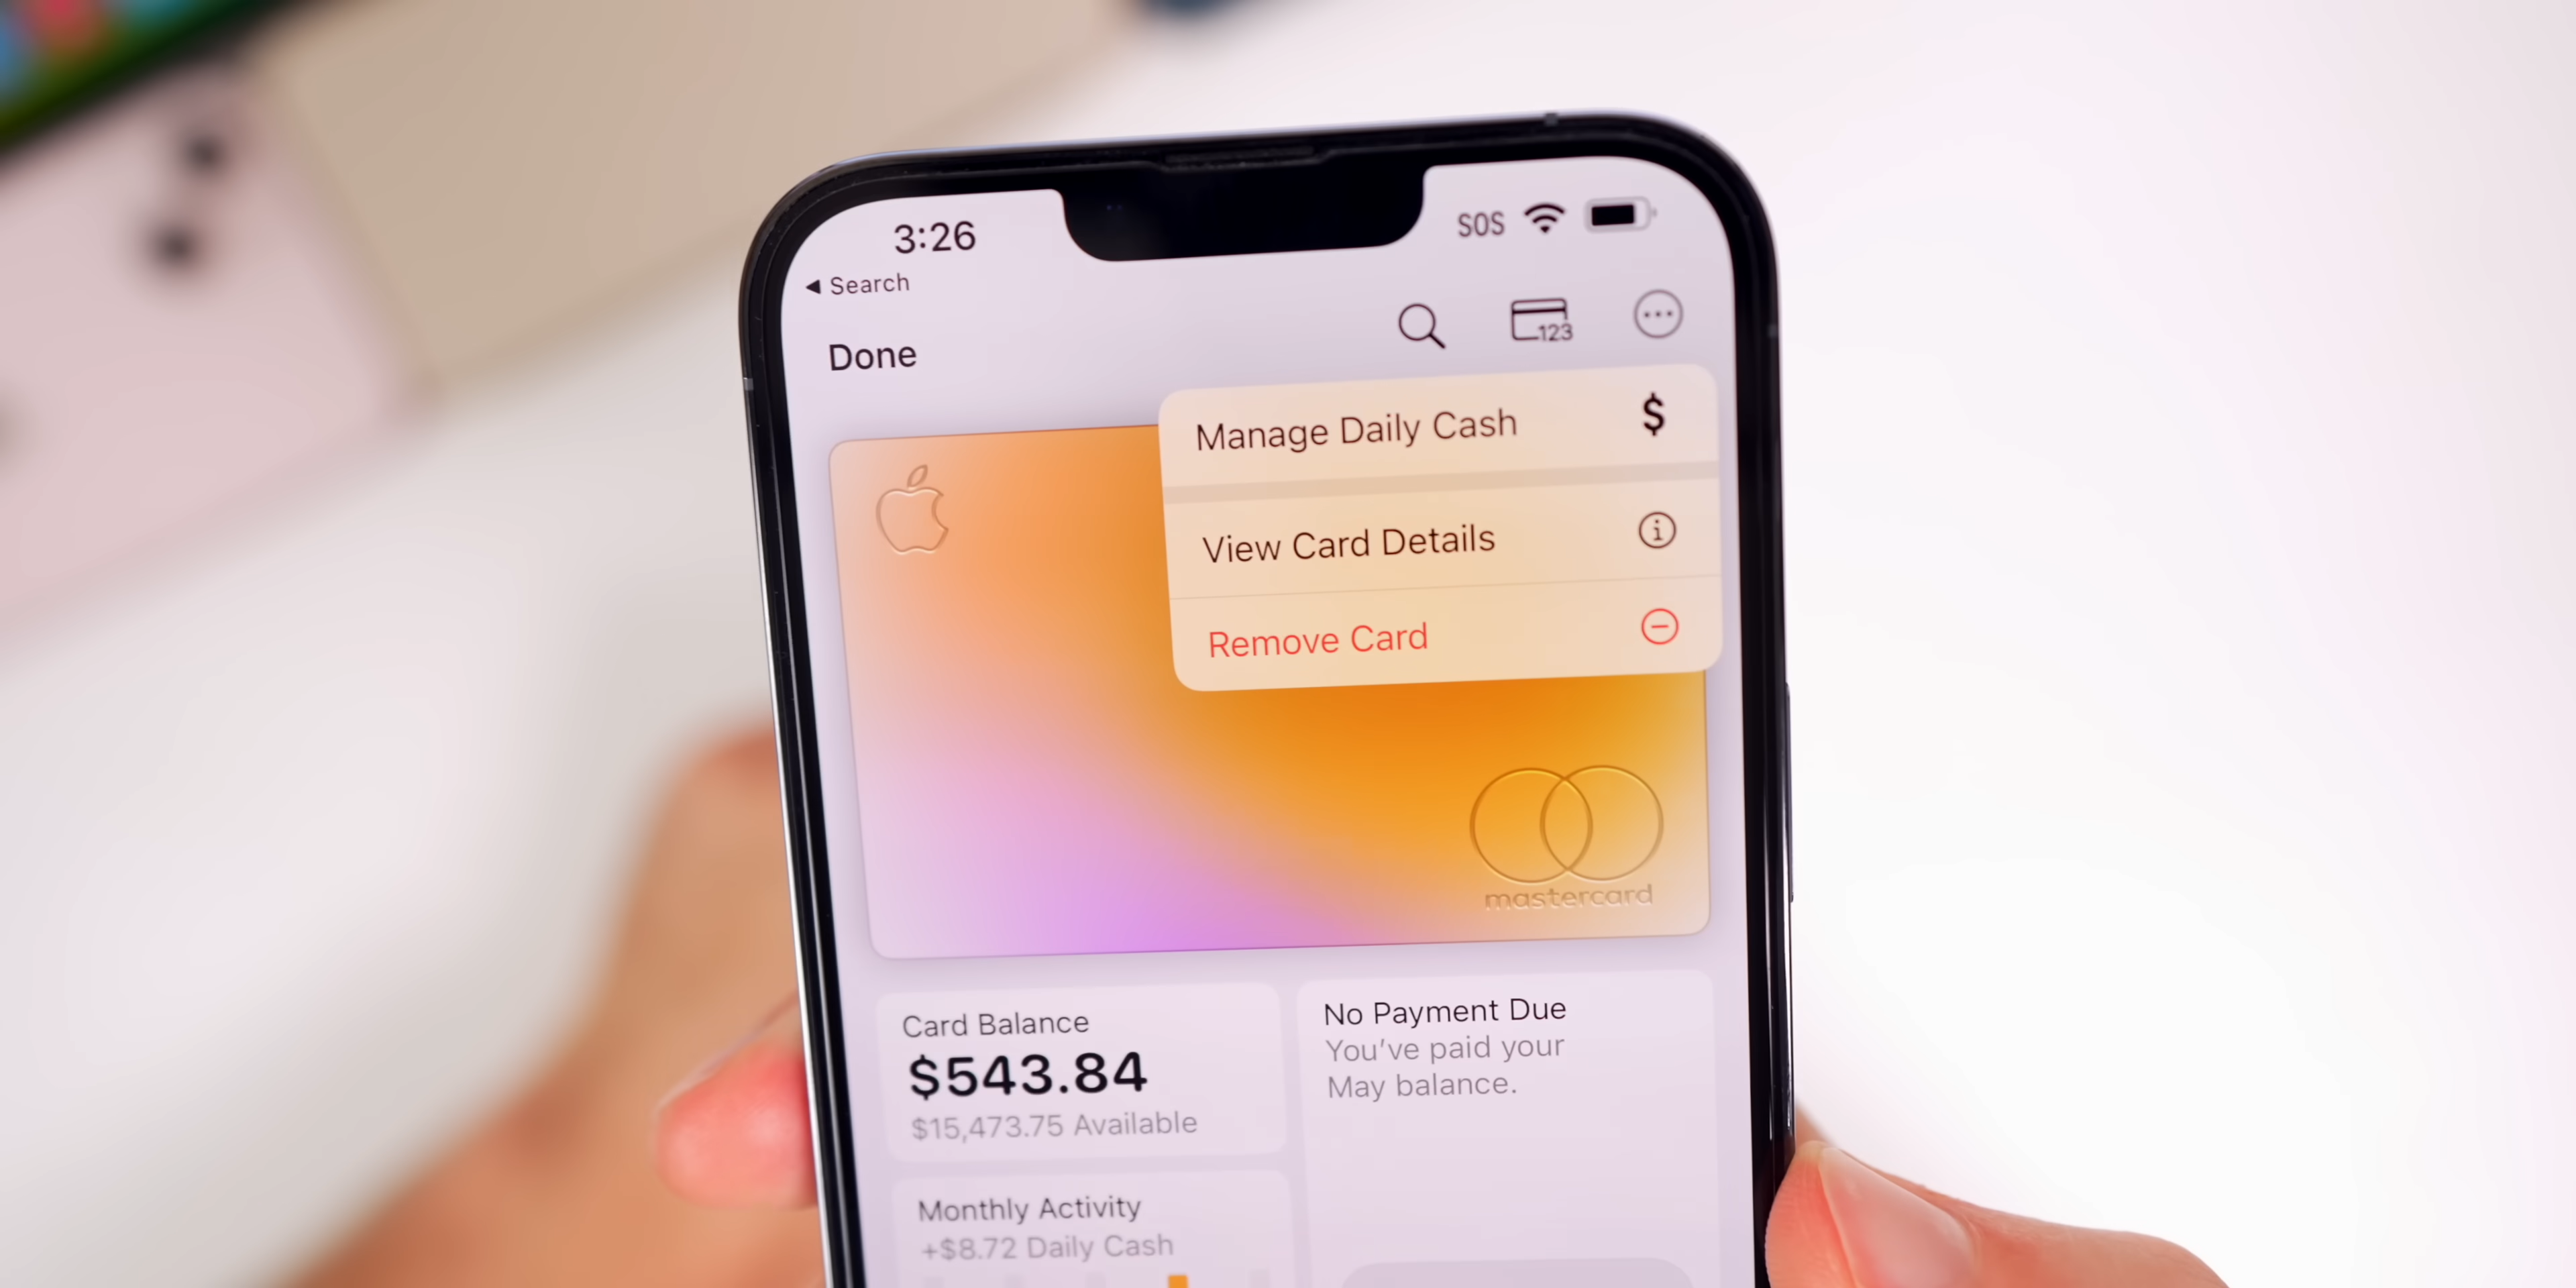 3:26
SOS
◀ Search
Done
123
Manage Daily Cash $
View Card Details
Remove Card
mastercard
Card Balance
$543.84
$15,473.75 Available
No Payment Due
You've paid your
May balance.
Monthly Activity
+$8.72 Daily Cash